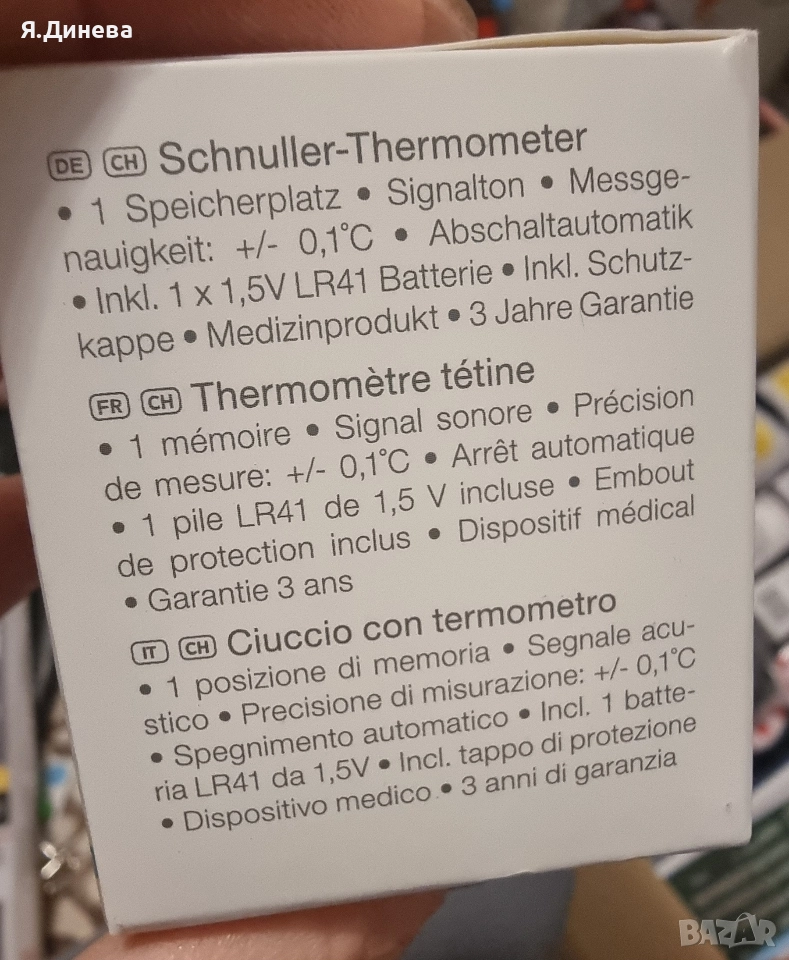 Я.Динева
DE CH Schnuller-Thermometer
• 1 Speicherplatz • Signalton • Messge-
nauigkeit: +/- 0,1°C • Abschaltautomatik
• Inkl. 1 x 1,5V LR41 Batterie • Inkl. Schutz-
kappe • Medizinprodukt • 3 Jahre Garantie
FR CH Thermomètre tétine
• 1 mémoire • Signal sonore • Précision
de mesure: +/- 0,1°C • Arrêt automatique
• 1 pile LR41 de 1,5 V incluse • Embout
de protection inclus • Dispositif médical
• Garantie 3 ans
IT CH Ciuccio con termometro
• 1 posizione di memoria • Segnale acu-
stico • Precisione di misurazione: +/- 0,1°C
• Spegnimento automatico • Incl. 1 batte-
ria LR41 da 1,5V • Incl. tappo di protezione
• Dispositivo medico • 3 anni di garanzia
BAZAR